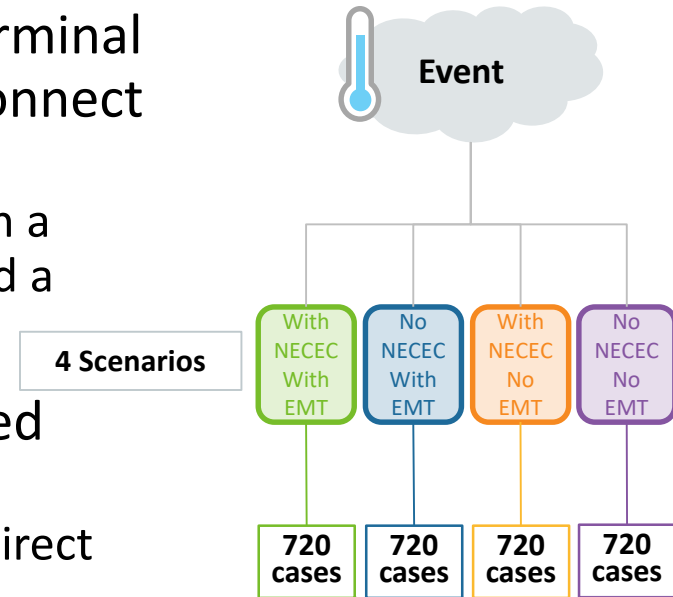 rminal
onnect
n a
d a
ed
irect
Event
4 Scenarios
With
NECEC
With
EMT
No
NECEC
With
EMT
With
NECEC
No
EMT
No
NECEC
No
EMT
720
cases
720
cases
720
cases
720
cases